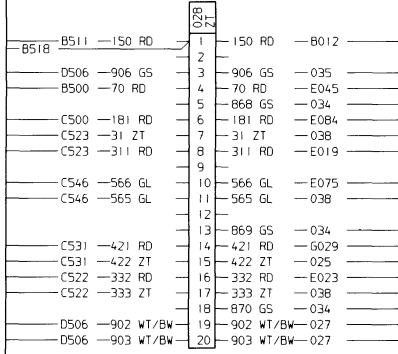 028
ZT
B511 150 RD 1 150 RD B012
B518
2
D506 906 GS 3 906 GS 035
B500 70 RD 4 70 RD E045
5 868 GS 034
C500 181 RD 6 181 RD E084
C523 31 ZT 7 31 ZT 038
C523 311 RD 8 311 RD E019
9
C546 566 GL 10 566 GL E075
C546 565 GL 11 565 GL 038
12
13 869 GS 034
C531 421 RD 14 421 RD G029
C531 422 ZT 15 422 ZT 025
C522 332 RD 16 332 RD E023
C522 333 ZT 17 333 ZT 038
18 870 GS 034
D506 902 WT/BW 19 902 WT/BW 027
D506 903 WT/BW 20 903 WT/BW 027